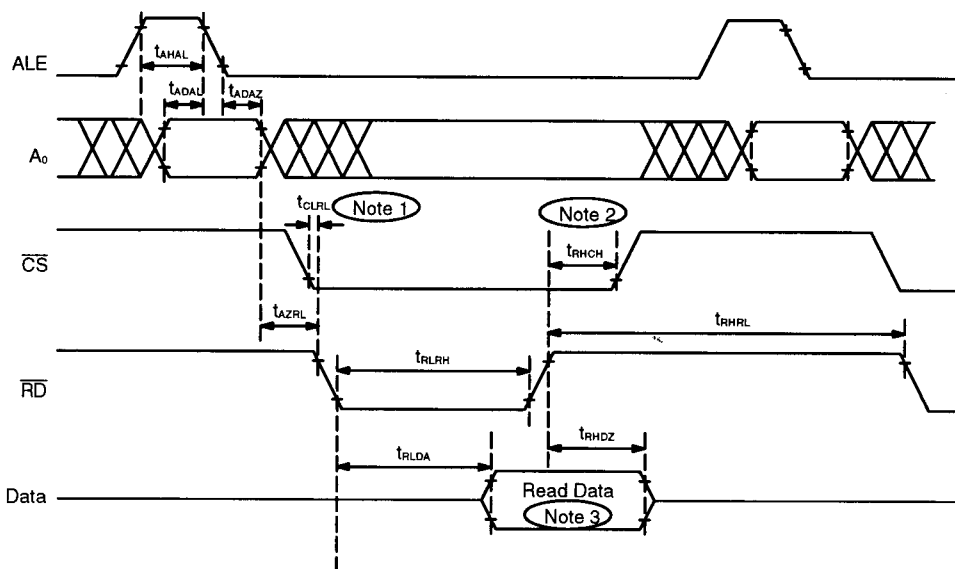 ALE
tAHAL
tADAL
tADAZ
A0
tCLRL
Note 1
Note 2
CS
tRHCH
tAZRL
tRHRL
RD
tRLRH
tRLDA
tRHDZ
Data
Read Data
Note 3